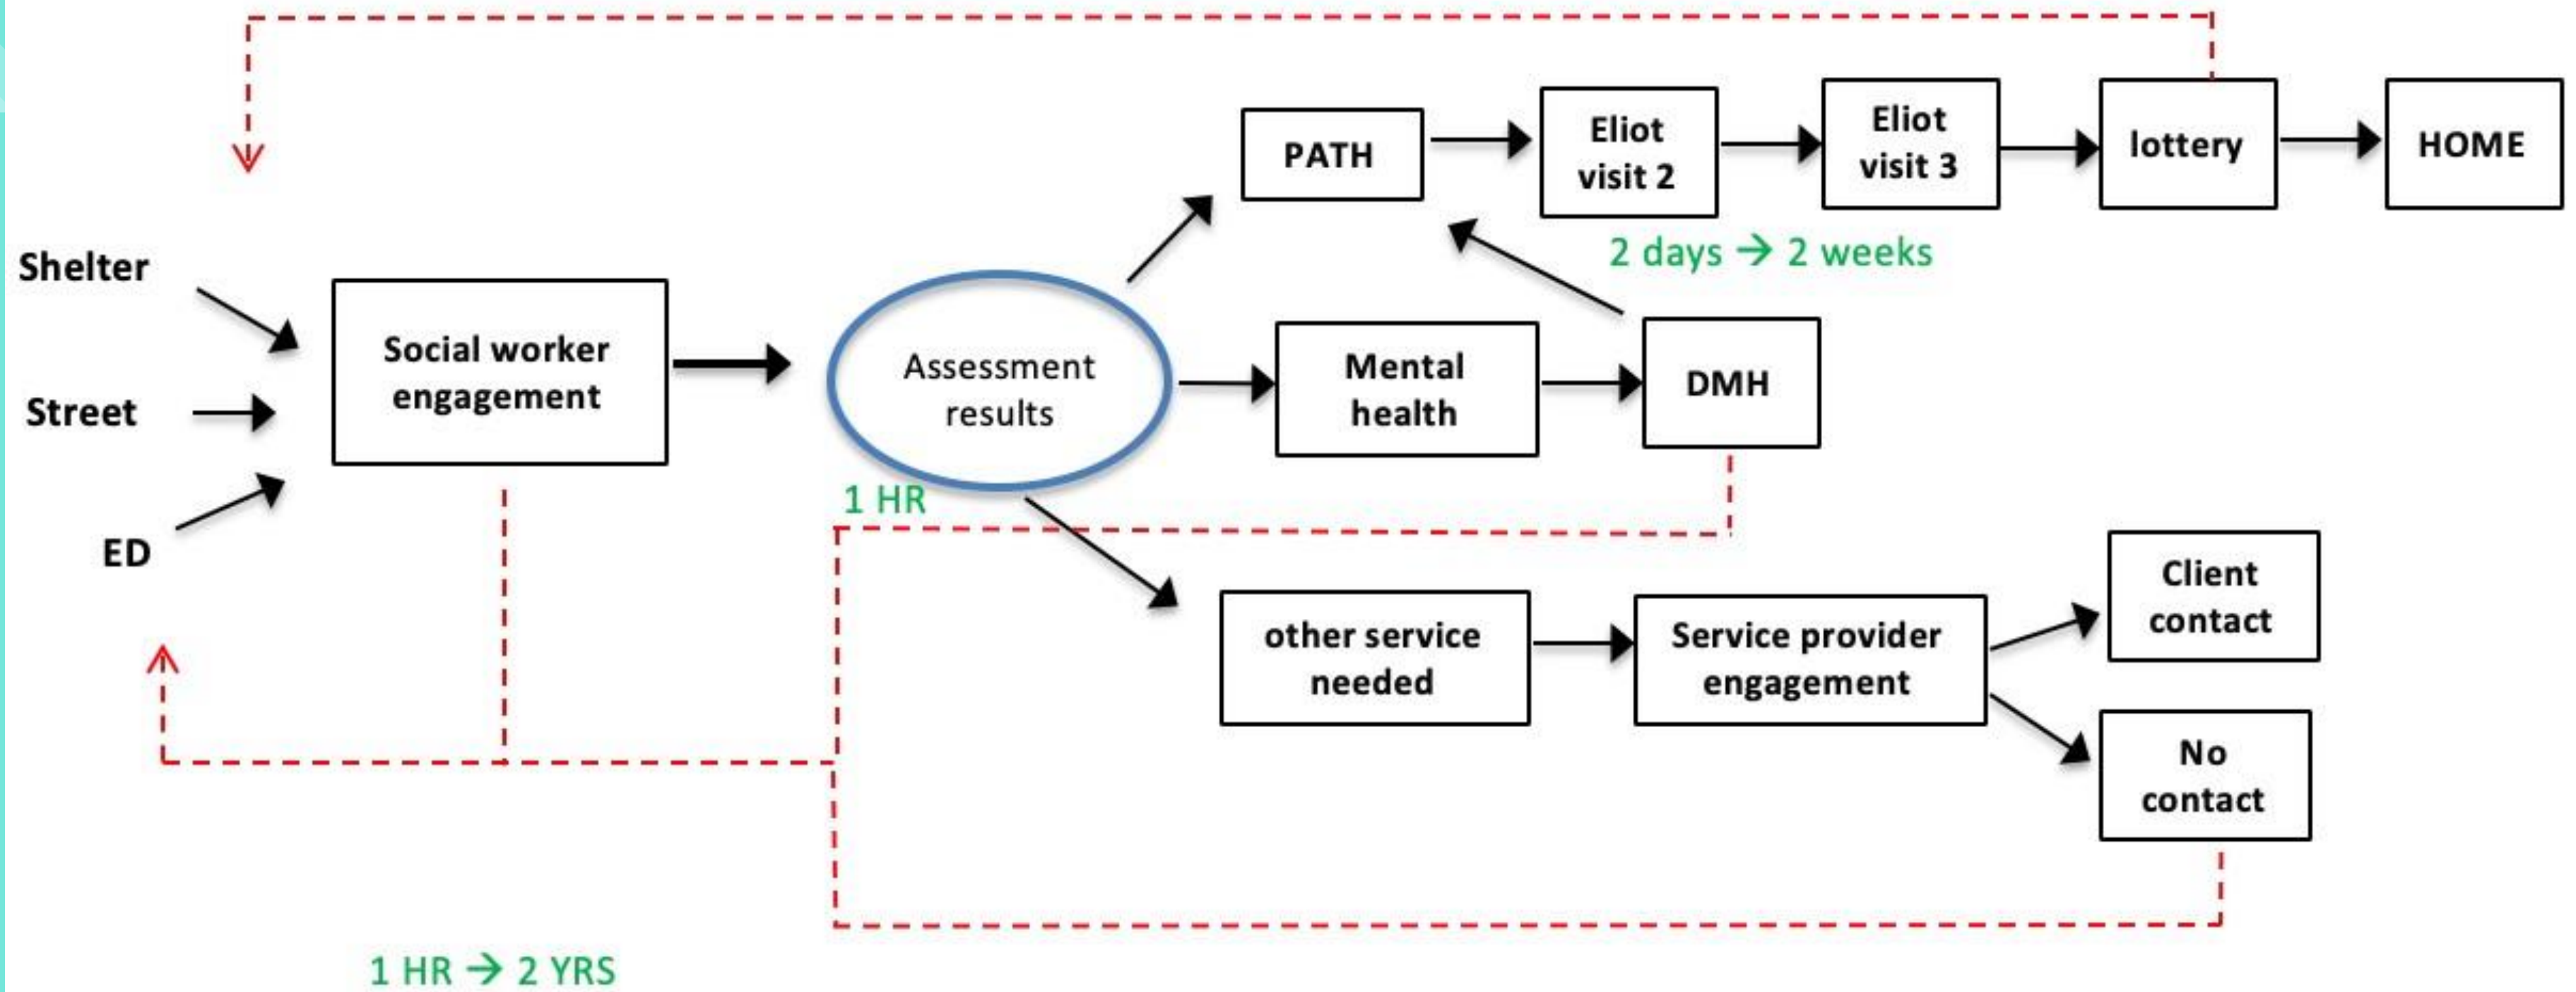 Shelter
Street
ED
Social worker
engagement
1 HR → 2 YRS
Assessment
results
1 HR
PATH
Eliot
visit 2
Eliot
visit 3
lottery
HOME
2 days → 2 weeks
Mental
health
DMH
other service
needed
Service provider
engagement
Client
contact
No
contact